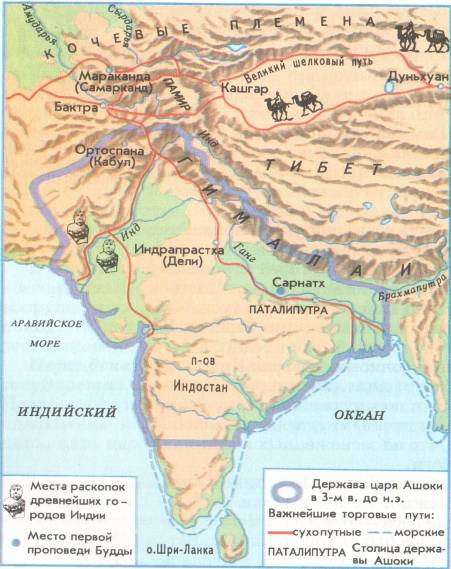 Амударья
Сырдарья
КОЧЕВЫЕ ПЛЕМЕНА
Великий шелковый путь
Мараканда
(Самарканд)
ПАМИР
Кашгар
Дуньхуан
Бактра
Ортоспана
(Кабул)
Инд
ТИБЕТ
ГИМАЛАИ
Инд
Индрапрастха
(Дели)
Ганг
Сарнатх
Брахмапутра
ПАТАЛИПУТРА
АРАВИЙСКОЕ
МОРЕ
п-ов
Индостан
ИНДИЙСКИЙ
ОКЕАН
о.Шри-Ланка
Места раскопок
древнейших го-
родов Индии
Место первой
проповеди Будды
Держава царя Ашоки
в 3-м в. до н.э.
Важнейшие торговые пути:
сухопутные
морские
ПАТАЛИПУТРА Столица держа-
вы Ашоки